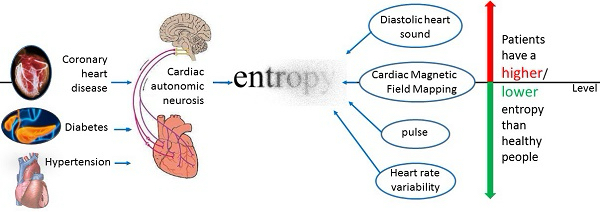 Coronary
heart
disease
Diabetes
Hypertension
Cardiac
autonomic
neurosis
entropy
Diastolic heart
sound
Cardiac Magnetic
Field Mapping
pulse
Heart rate
variability
Patients
have a
higher/
lower
entropy
than
healthy
people
Level